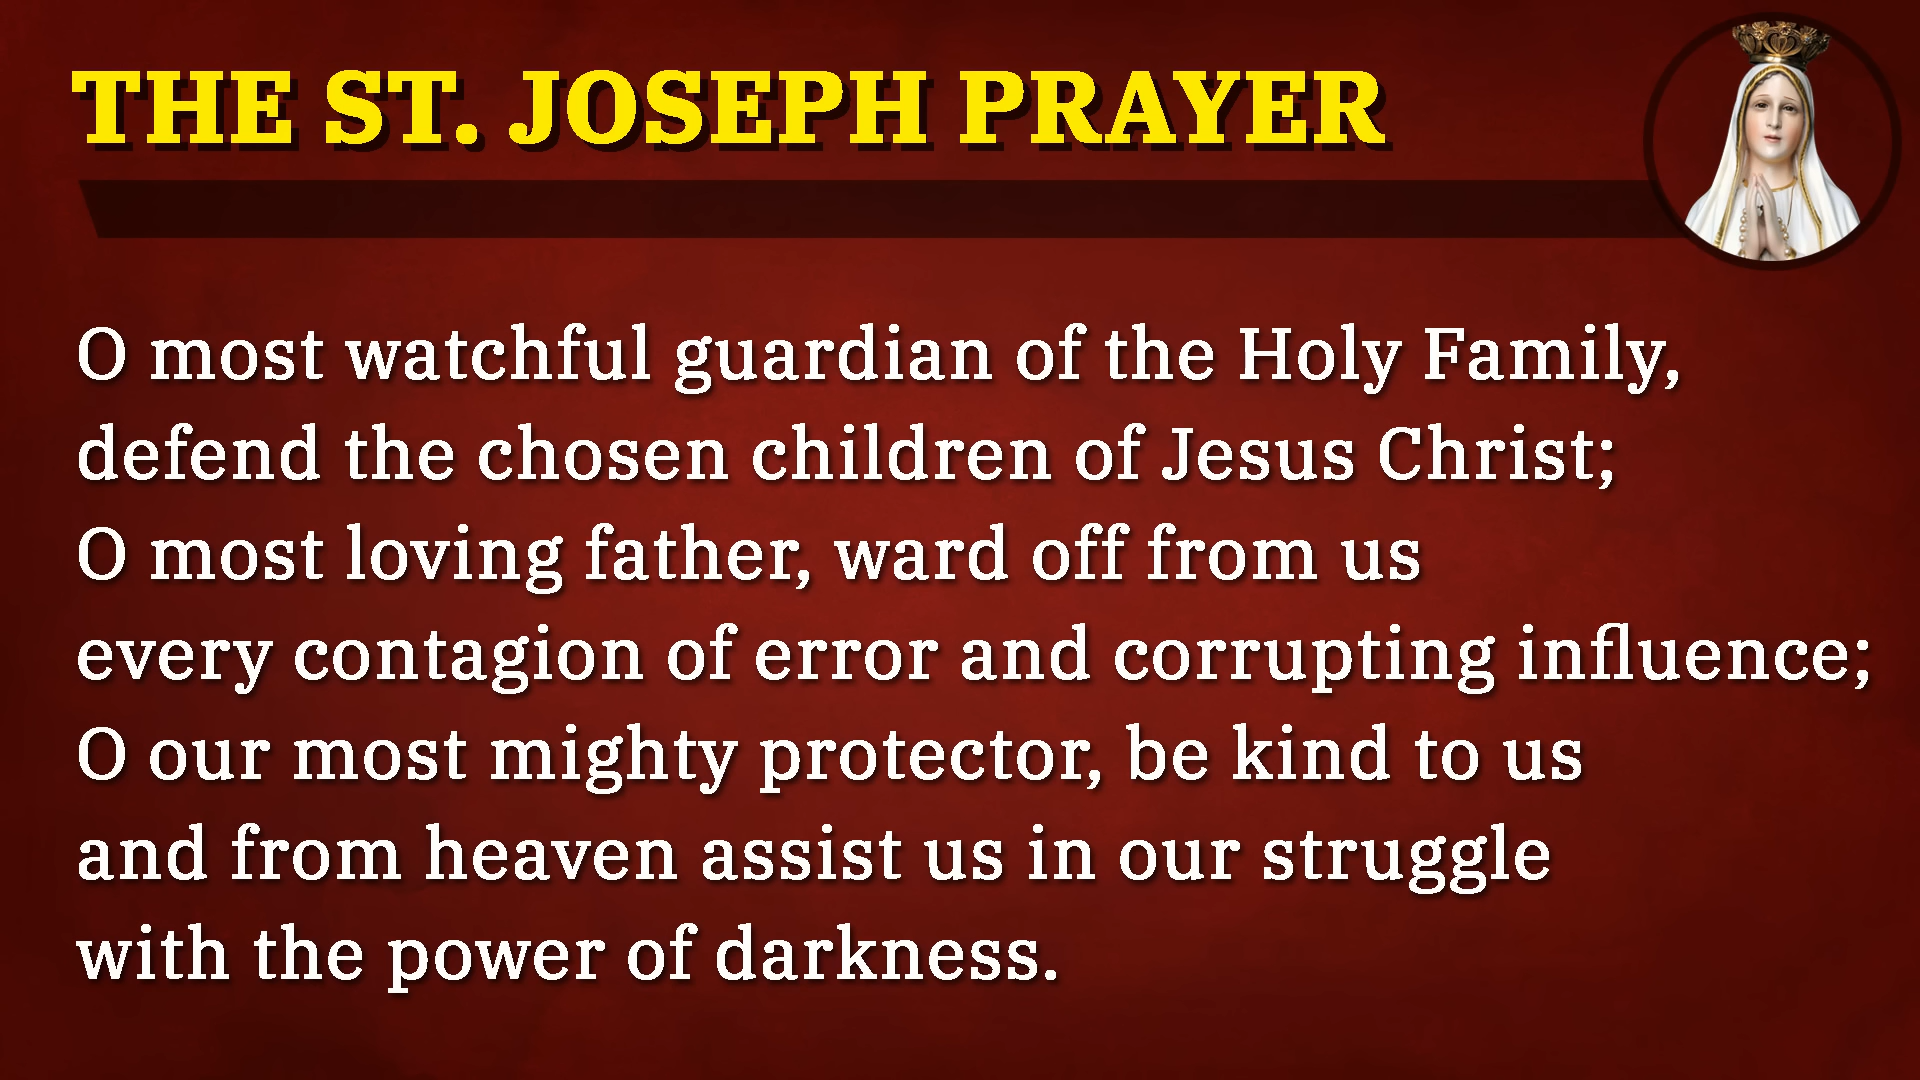 THE ST. JOSEPH PRAYER
O most watchful guardian of the Holy Family,
defend the chosen children of Jesus Christ;
O most loving father, ward off from us
every contagion of error and corrupting influence;
O our most mighty protector, be kind to us
and from heaven assist us in our struggle
with the power of darkness.